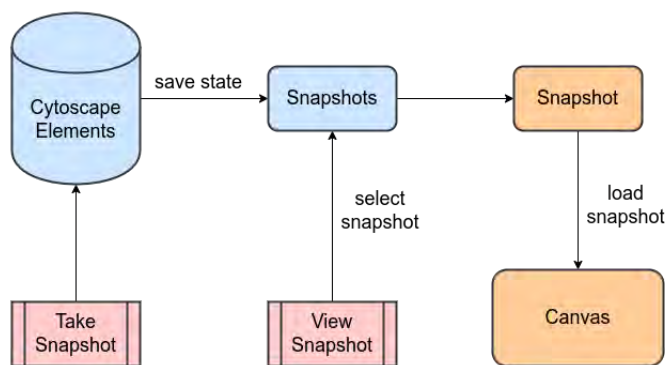 Cytoscape
Elements
save state
Snapshots
Snapshot
select
snapshot
load
snapshot
Take
Snapshot
View
Snapshot
Canvas